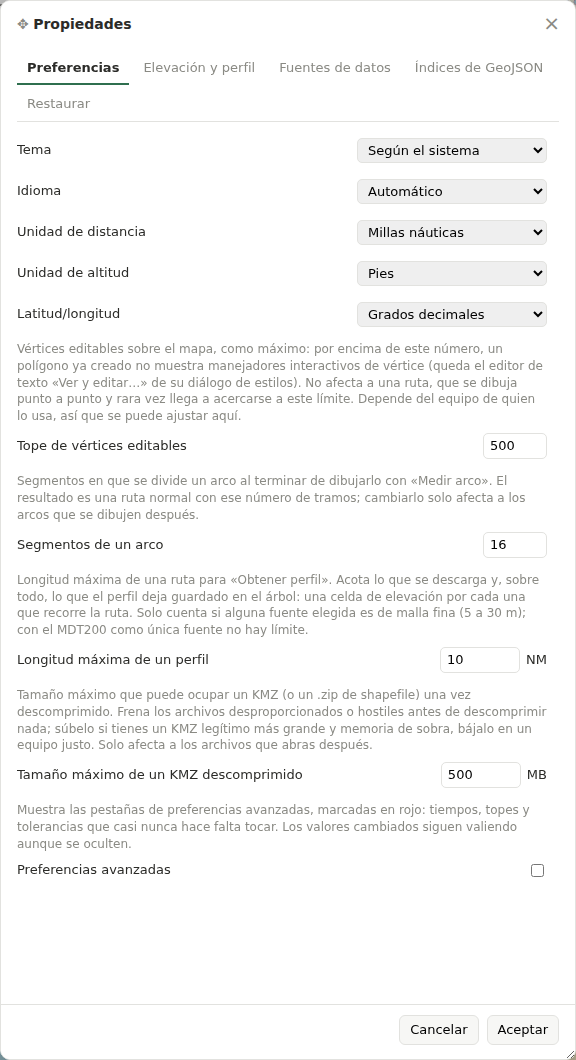 Propiedades
Preferencias Elevación y perfil Fuentes de datos Índices de GeoJSON
Restaurar
Tema Según el sistema
Idioma Automático
Unidad de distancia Millas náuticas
Unidad de altitud Pies
Latitud/longitud Grados decimales
Vértices editables sobre el mapa, como máximo: por encima de este número, un
polígono ya creado no muestra manejadores interactivos de vértice (queda el editor de
texto «Ver y editar...» de su diálogo de estilos). No afecta a una ruta, que se dibuja
punto a punto y rara vez llega a acercarse a este límite. Depende del equipo de quien
lo usa, así que se puede ajustar aquí.
Tope de vértices editables 500
Segmentos en que se divide un arco al terminar de dibujarlo con «Medir arco». El
resultado es una ruta normal con ese número de tramos; cambiarlo solo afecta a los
arcos que se dibujen después.
Segmentos de un arco 16
Longitud máxima de una ruta para «Obtener perfil». Acota lo que se descarga y, sobre
todo, lo que el perfil deja guardado en el árbol: una celda de elevación por cada una
que recorre la ruta. Solo cuenta si alguna fuente elegida es de malla fina (5 a 30 m);
con el MDT200 como única fuente no hay límite.
Longitud máxima de un perfil 10 NM
Tamaño máximo que puede ocupar un KMZ (o un .zip de shapefile) una vez
descomprimido. Frena los archivos desproporcionados o hostiles antes de descomprimir
nada; súbelo si tienes un KMZ legítimo más grande y memoria de sobra, bájalo en un
equipo justo. Solo afecta a los archivos que abras después.
Tamaño máximo de un KMZ descomprimido 500 MB
Muestra las pestañas de preferencias avanzadas, marcadas en rojo: tiempos, topes y
tolerancias que casi nunca hace falta tocar. Los valores cambiados siguen valiendo
aunque se oculten.
Preferencias avanzadas
Cancelar Aceptar